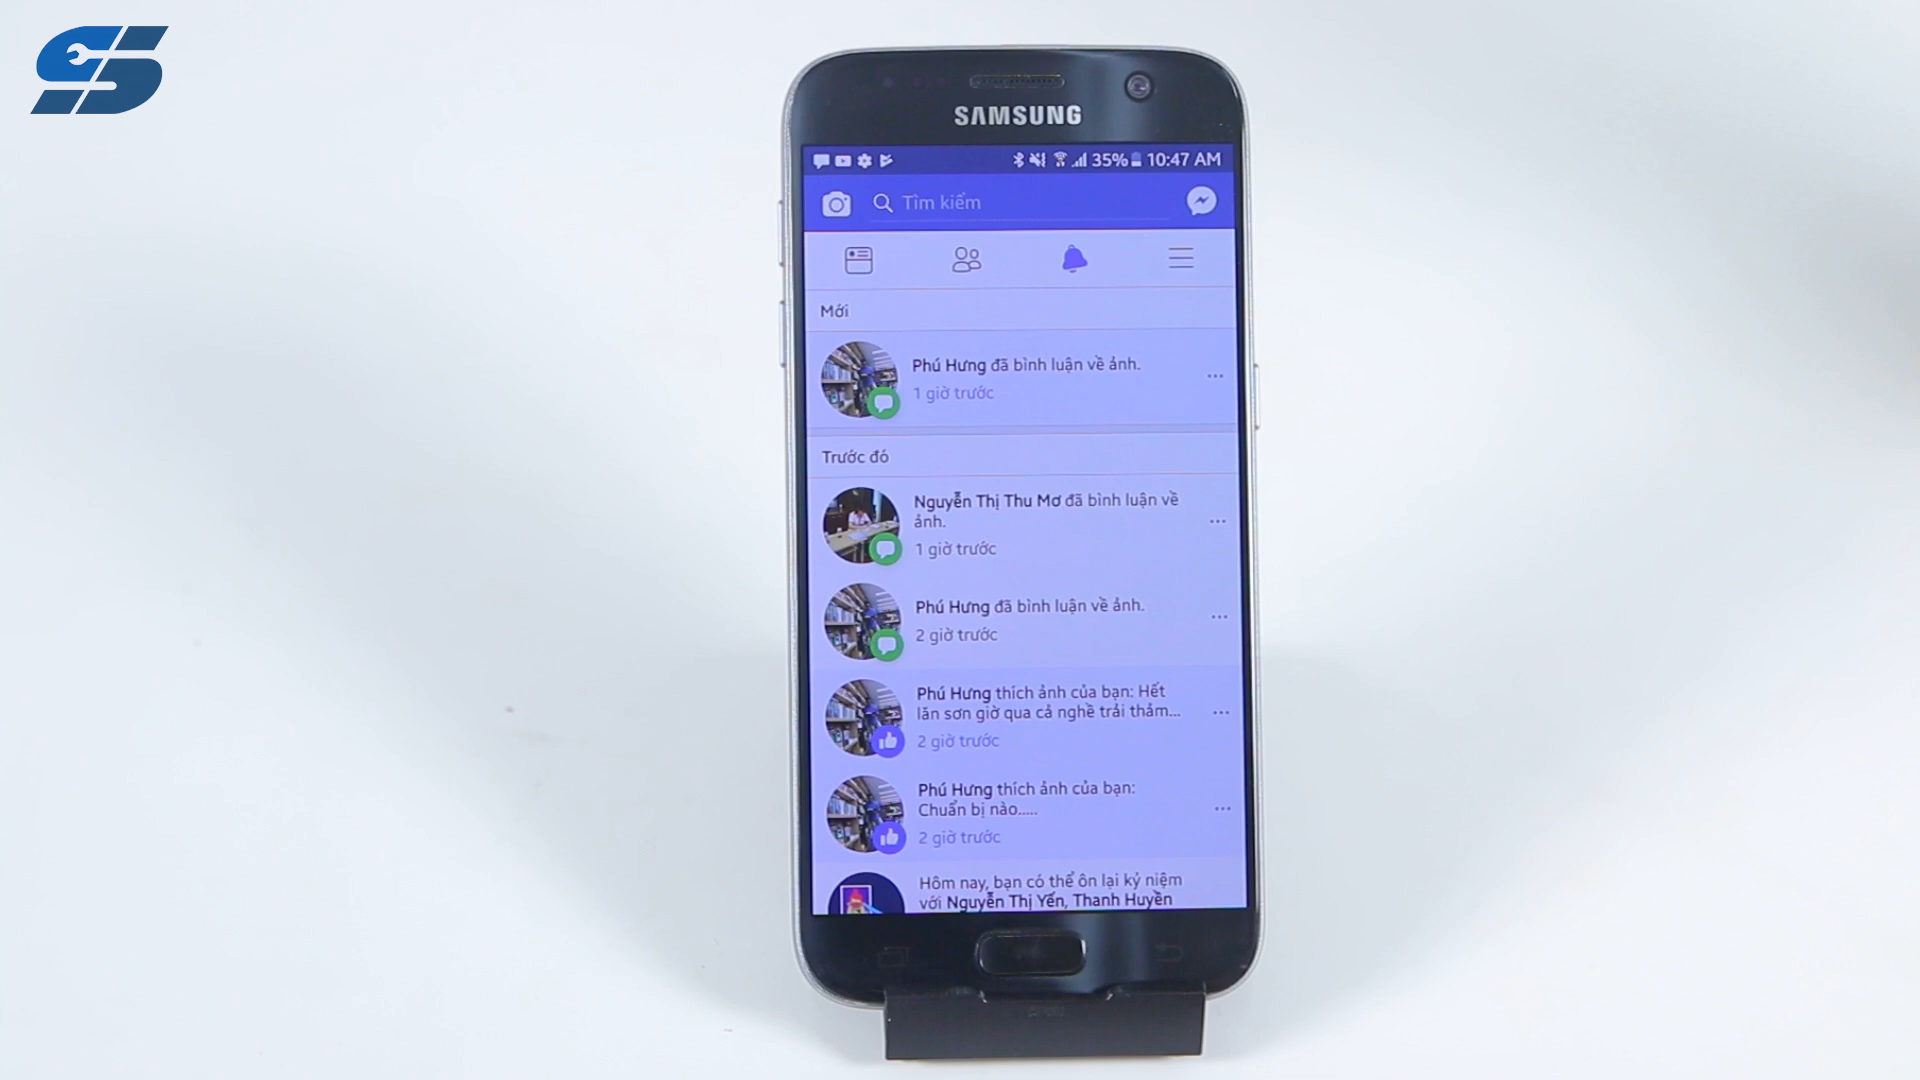 SAMSUNG
35% 10:47 AM
Tìm kiếm
Mới
Phú Hưng đã bình luận về ảnh.
1 giờ trước
Trước đó
Nguyễn Thị Thu Mơ đã bình luận về
ảnh.
1 giờ trước
Phú Hưng đã bình luận về ảnh.
2 giờ trước
Phú Hưng thích ảnh của bạn: Hết
lăn sơn giờ qua cả nghề trải thảm...
2 giờ trước
Phú Hưng thích ảnh của bạn:
Chuẩn bị nào.....
2 giờ trước
Hôm nay, bạn có thể ôn lại kỷ niệm
với Nguyễn Thị Yến, Thanh Huyền